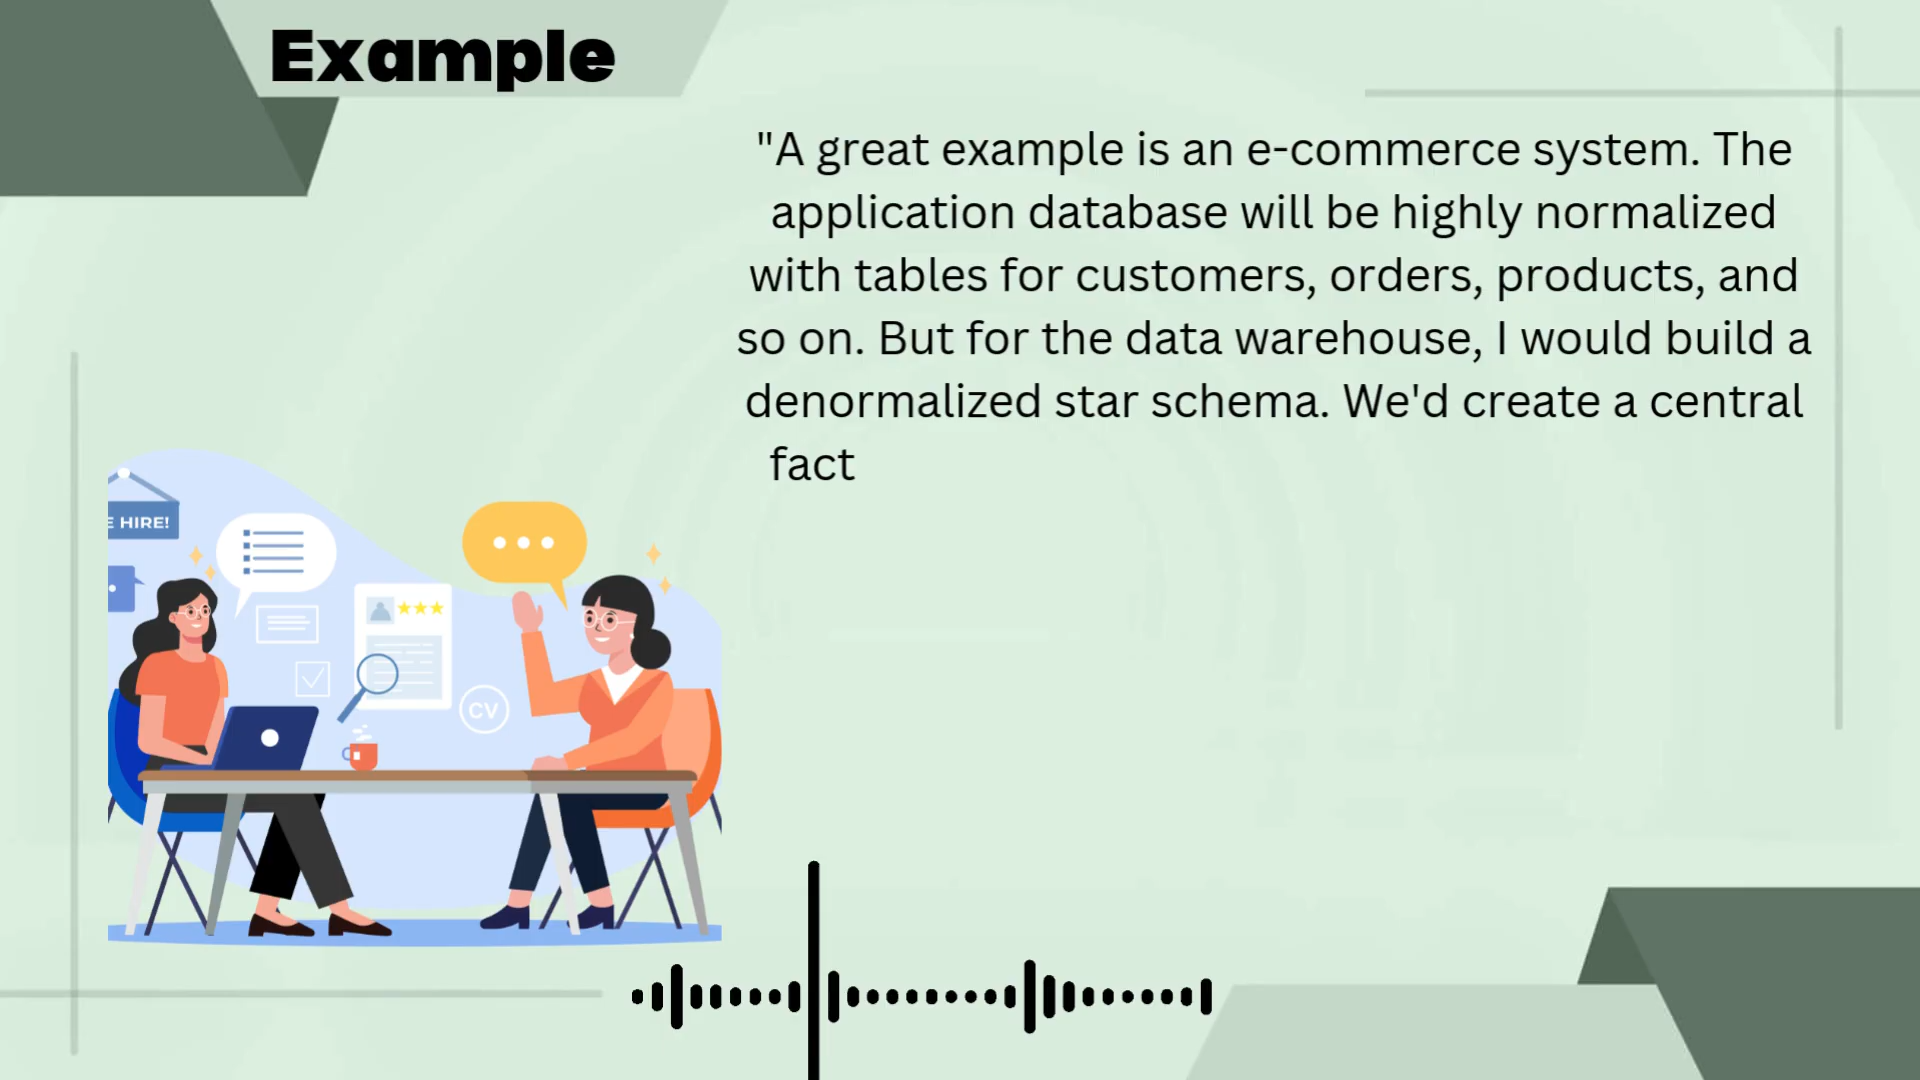 Example
"A great example is an e-commerce system. The
application database will be highly normalized
with tables for customers, orders, products, and
so on. But for the data warehouse, I would build a
denormalized star schema. We'd create a central
fact
E HIRE!
CV